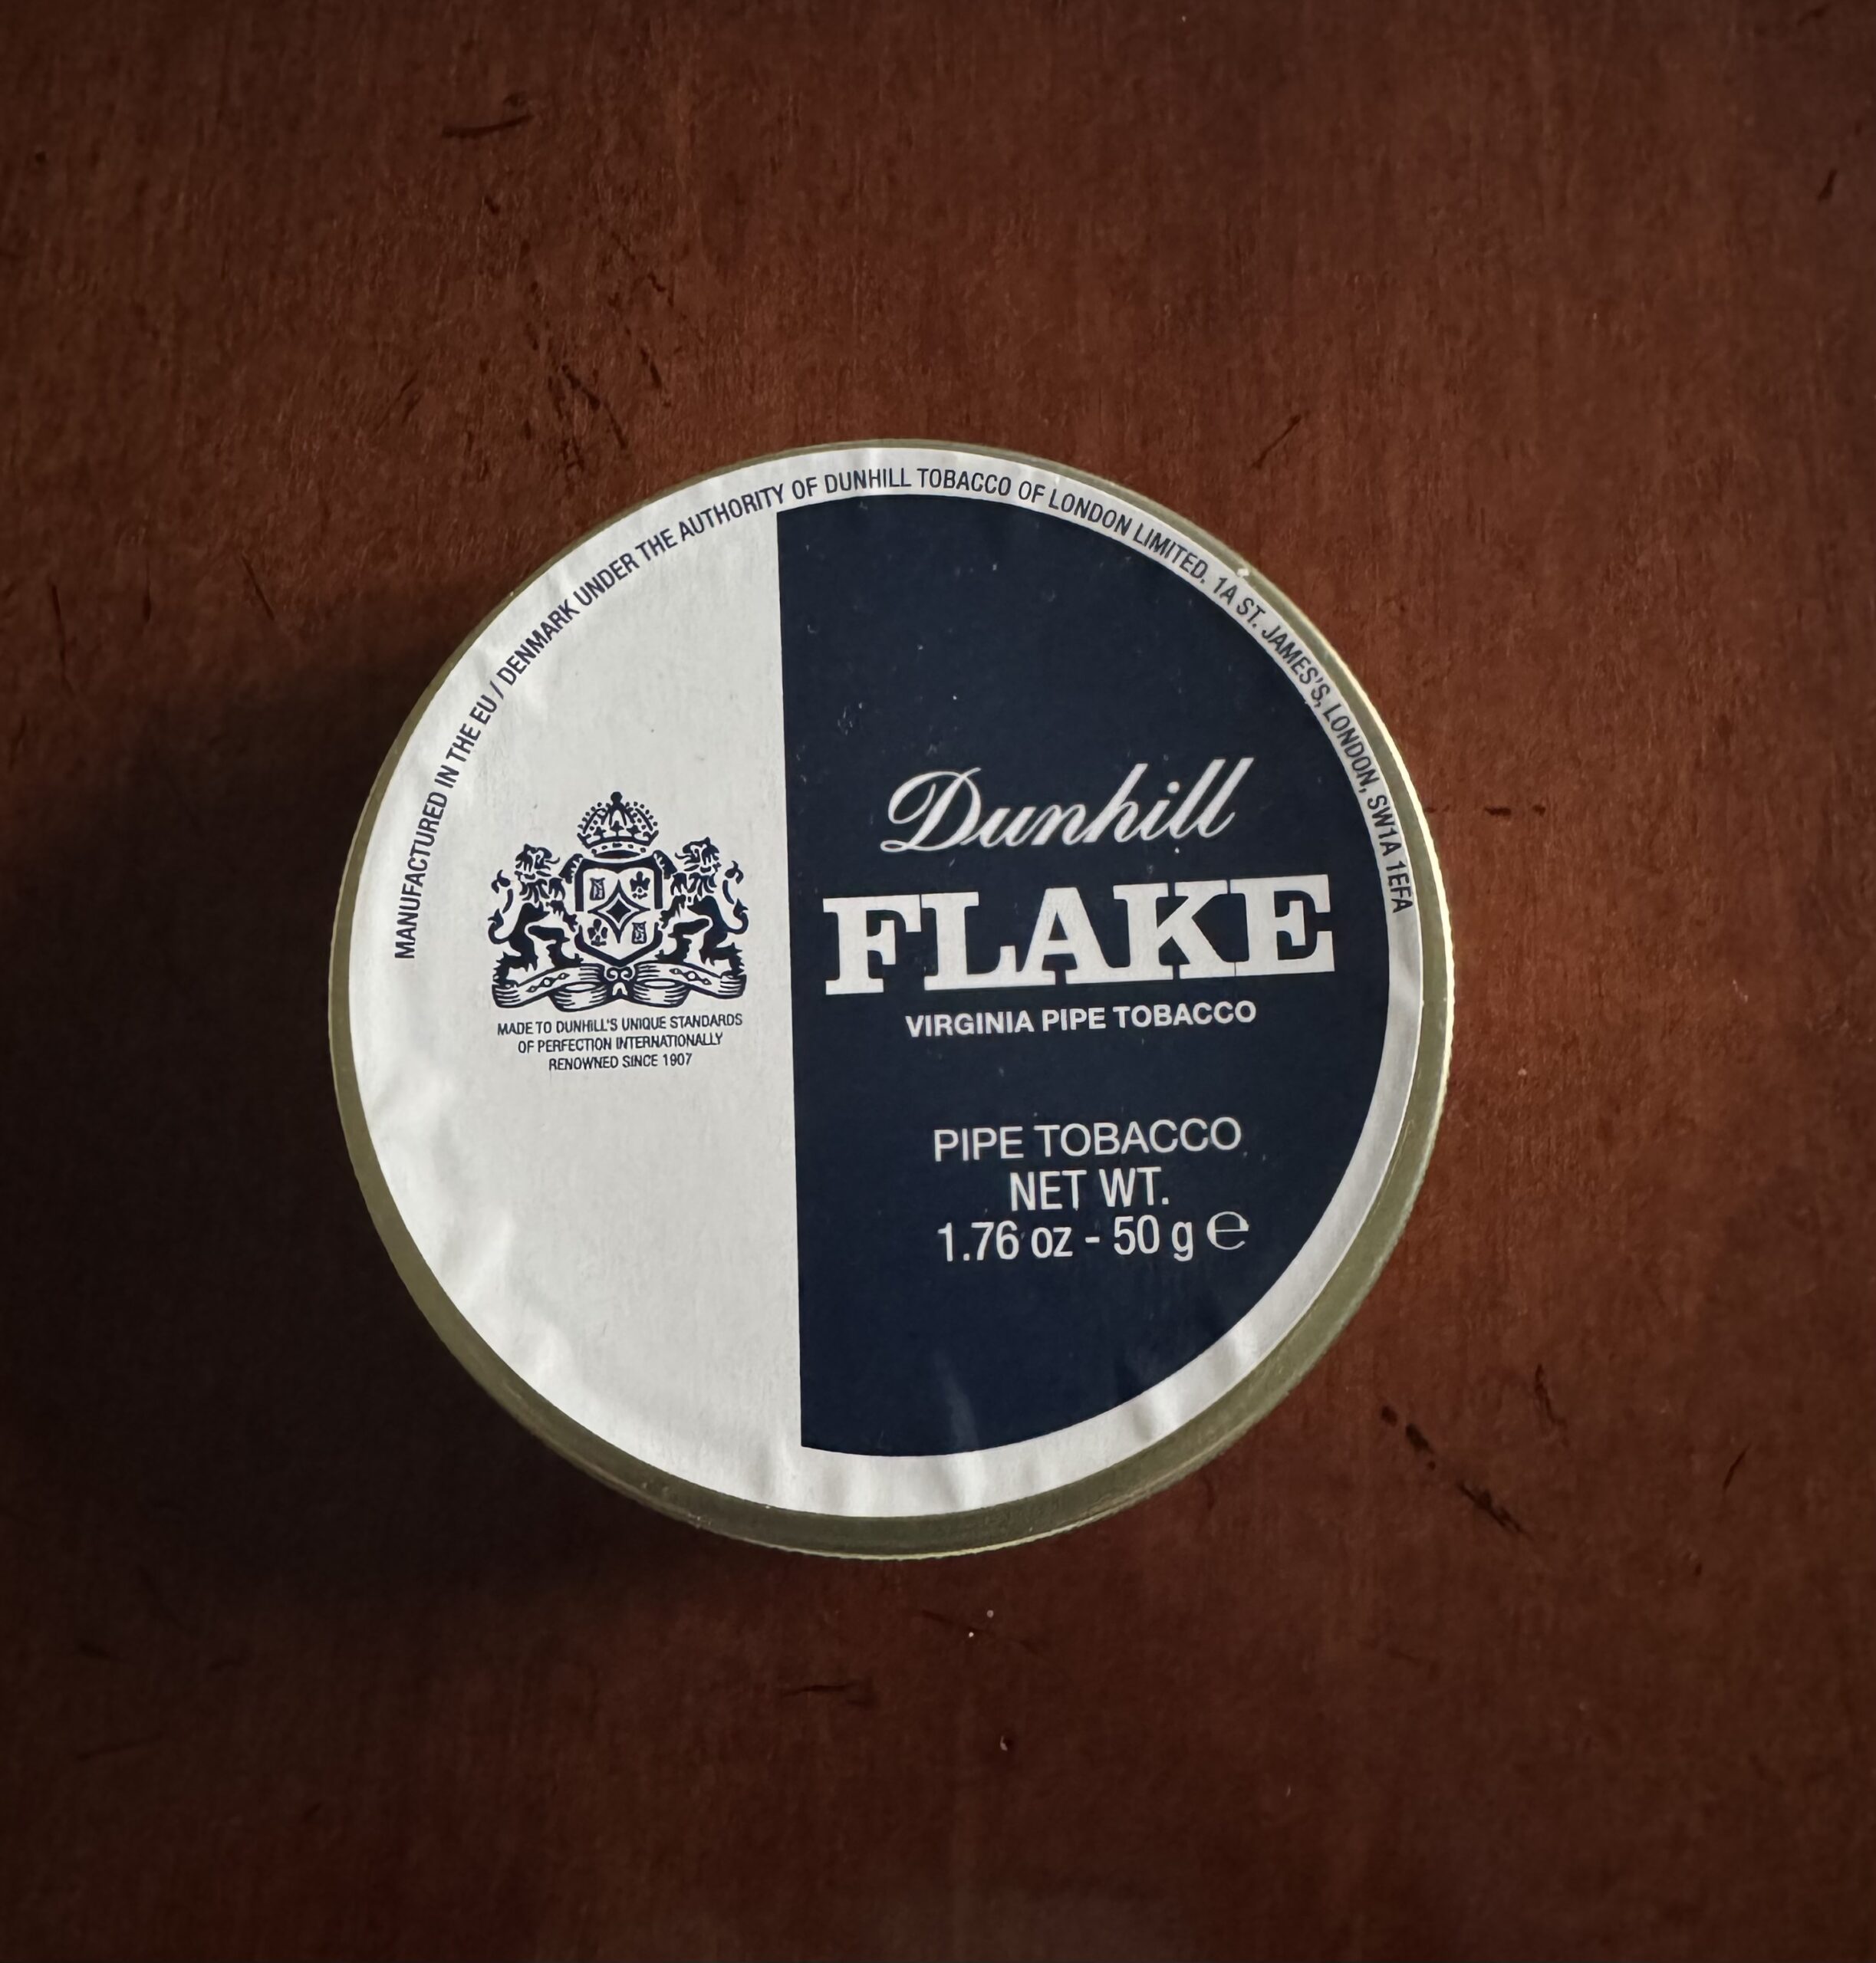 MANUFACTURED IN THE EU / DENMARK UNDER THE AUTHORITY OF DUNHILL TOBACCO OF LONDON LIMITED. 1A ST. JAMES'S, LONDON, SW1A 1EFA
MADE TO DUNHILL'S UNIQUE STANDARDS
OF PERFECTION INTERNATIONALLY
RENOWNED SINCE 1907
Dunhill
FLAKE
VIRGINIA PIPE TOBACCO
PIPE TOBACCO
NET WT.
1.76 oz - 50 g ℮